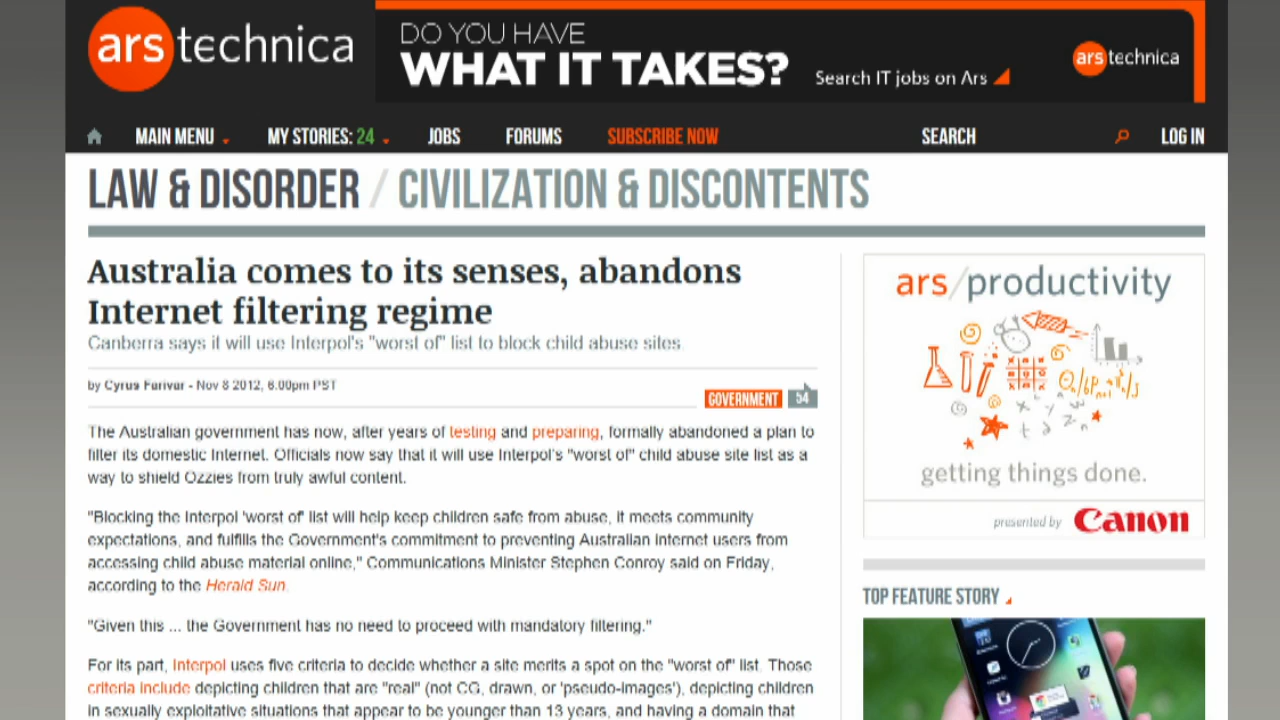 ars technica
DO YOU HAVE
WHAT IT TAKES?
Search IT jobs on Ars
ars technica
MAIN MENU
MY STORIES: 24
JOBS
FORUMS
SUBSCRIBE NOW
SEARCH
LOG IN
LAW & DISORDER / CIVILIZATION & DISCONTENTS
Australia comes to its senses, abandons
Internet filtering regime
Canberra says it will use Interpol's "worst of" list to block child abuse sites.
by Cyrus Farivar - Nov 8 2012, 6:00pm PST
GOVERNMENT
54
The Australian government has now, after years of testing and preparing, formally abandoned a plan to
filter its domestic Internet. Officials now say that it will use Interpol's "worst of" child abuse site list as a
way to shield Ozzies from truly awful content.
"Blocking the Interpol 'worst of' list will help keep children safe from abuse, it meets community
expectations, and fulfills the Government's commitment to preventing Australian internet users from
accessing child abuse material online," Communications Minister Stephen Conroy said on Friday,
according to the Herald Sun.
"Given this ... the Government has no need to proceed with mandatory filtering."
For its part, Interpol uses five criteria to decide whether a site merits a spot on the "worst of" list. Those
criteria include depicting children that are "real" (not CG, drawn, or 'pseudo-images'), depicting children
in sexually exploitative situations that appear to be younger than 13 years, and having a domain that
ars/productivity
getting things done.
presented by Canon
TOP FEATURE STORY